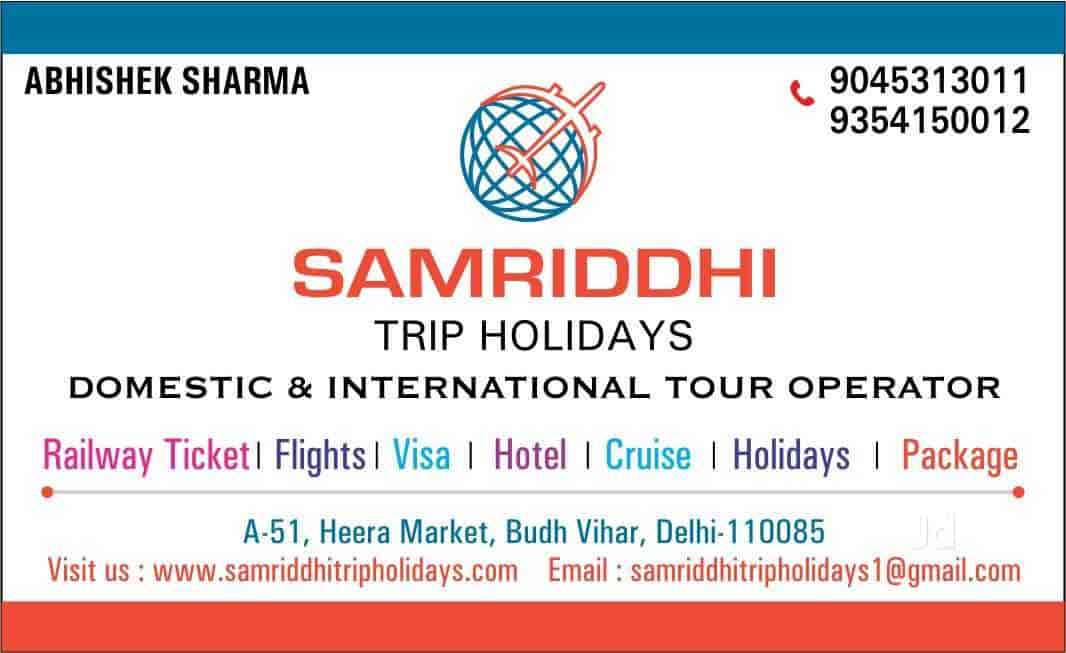 ABHISHEK SHARMA
9045313011
9354150012
SAMRIDDHI
TRIP HOLIDAYS
DOMESTIC & INTERNATIONAL TOUR OPERATOR
Railway Ticket | Flights | Visa | Hotel | Cruise | Holidays | Package
A-51, Heera Market, Budh Vihar, Delhi-110085
Jd
Visit us : www.samriddhitripholidays.com Email : samriddhitripholidays1@gmail.com